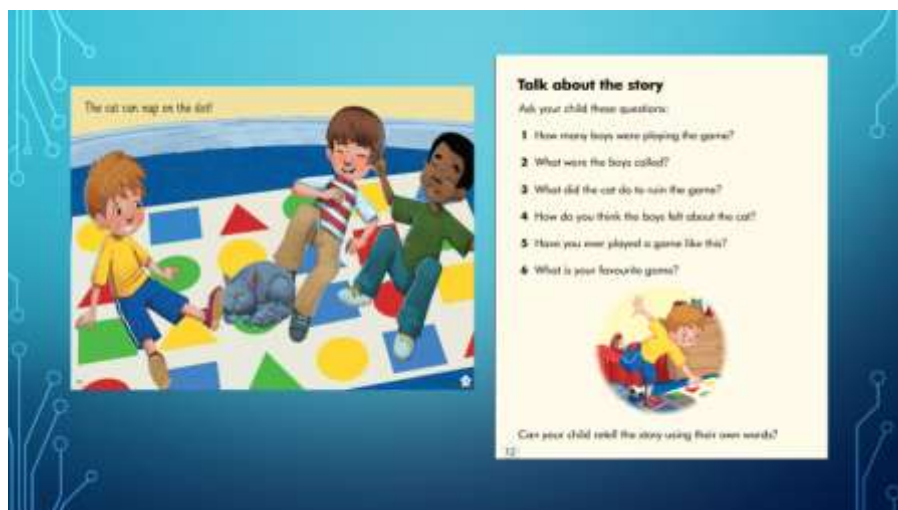 The cat can nap on the dot!
Talk about the story
Ask your child these questions:
1 How many boys were playing the game?
2 What were the boys called?
3 What did the cat do to ruin the game?
4 How do you think the boys felt about the cat?
5 Have you ever played a game like this?
6 What is your favourite game?
Can your child retell the story using their own words?
12